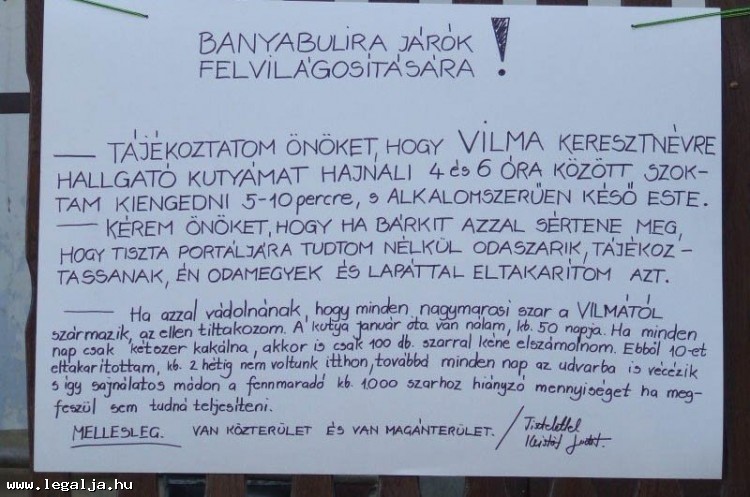 BANYABULIRA JÁRÓK
FELVILÁGOSÍTÁSÁRA !
— TÁJÉKOZTATOM ÖNÖKET, HOGY VILMA KERESZTNÉVRE
HALLGATÓ KUTYÁMAT HAJNALI 4 és 6 ÓRA KÖZÖTT SZOK-
TAM KIENGEDNI 5-10 percre, s ALKALOMSZERŰEN KÉSŐ ESTE.
— KÉREM ÖNÖKET, HOGY HA BÁRKIT AZZAL SÉRTENE MEG,
HOGY TISZTA PORTÁLJÁRA TUDTOM NÉLKÜL ODASZARIK, TÁJÉKOZ-
TASSANAK, ÉN ODAMEGYEK ÉS LAPÁTTAL ELTAKARÍTOM AZT.
— Ha azzal vádolnának, hogy minden nagymarosi szar a VILMÁTÓL
származik, az ellen tiltakozom. A kutya január óta van nálam, kb. 50 napja. Ha minden
nap csak kétszer kakálna, akkor is csak 100 db. szarral kéne elszámolnom. Ebből 10-et
eltakarítottam, kb. 2 hétig nem voltunk itthon, továbbá minden nap az udvarba is vécézik
s így sajnálatos módon a fennmaradó kb. 1.000 szarhoz hiányzó mennyiséget ha meg-
feszül sem tudná teljesíteni.
MELLESLEG. VAN KÖZTERÜLET ÉS VAN MAGÁNTERÜLET. / Tisztelettel
www.legalja.hu